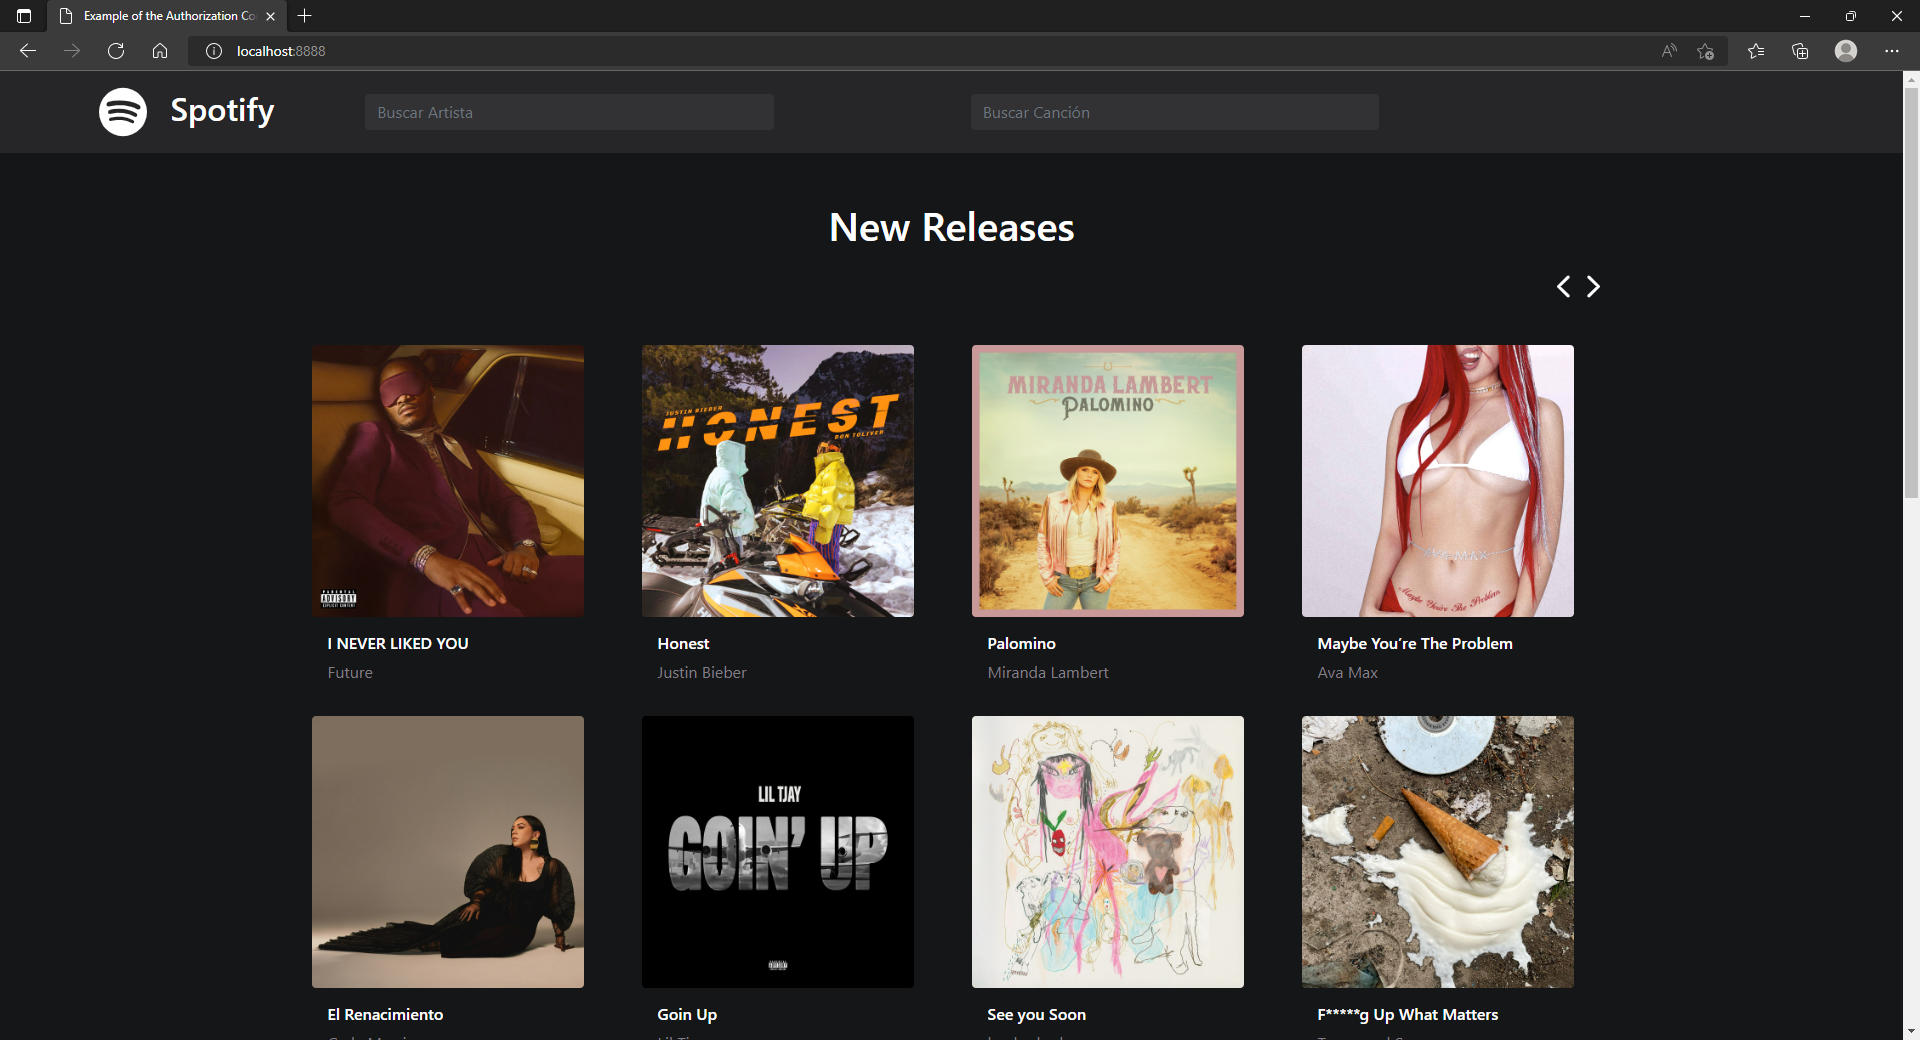 Example of the Authorization Co
localhost:8888
Spotify
Buscar Artista
Buscar Canción
New Releases
PARENTAL
ADVISORY
EXPLICIT CONTENT
JUSTIN BIEBER
HONEST
DON TOLIVER
MIRANDA LAMBERT
PALOMINO
AVA MAX
Maybe You're The Problem
I NEVER LIKED YOU
Honest
Palomino
Maybe You're The Problem
Future
Justin Bieber
Miranda Lambert
Ava Max
LIL TJAY
GOIN' UP
El Renacimiento
Goin Up
See you Soon
F*****g Up What Matters